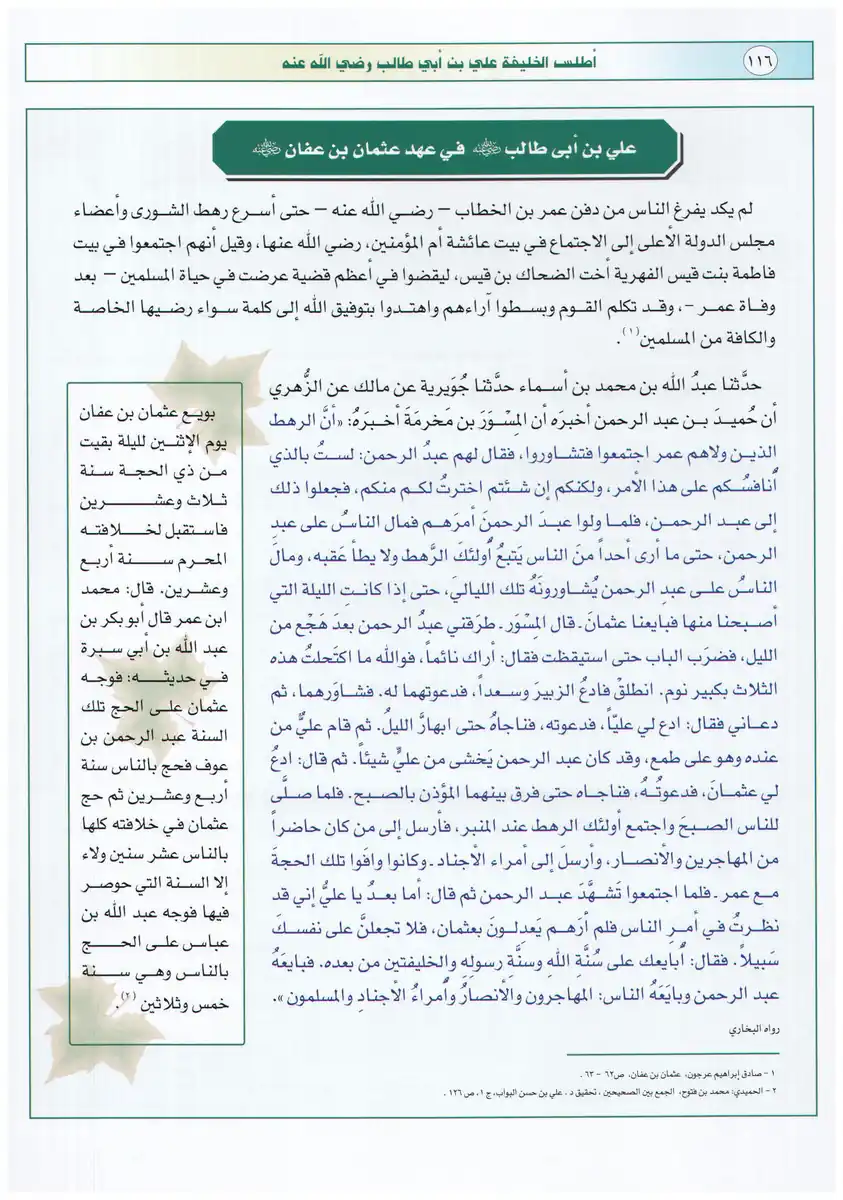 ١١٦
أطلس الخليفة علي بن أبي طالب رضي الله عنه
علي بن أبى طالب ﷺ في عهد عثمان بن عفان ﷺ
لم يكد يفرغ الناس من دفن عمر بن الخطاب – رضي الله عنه – حتى أسرع رهط الشورى وأعضاء
مجلس الدولة الأعلى إلى الاجتماع في بيت عائشة أم المؤمنين، رضي الله عنها، وقيل أنهم اجتمعوا في بيت
فاطمة بنت قيس الفهرية أخت الضحاك بن قيس، ليقضوا في أعظم قضية عرضت في حياة المسلمين – بعد
وفاة عمر -، وقد تكلم القوم وبسطوا آراءهم واهتدوا بتوفيق الله إلى كلمة سواء رضيها الخاصة
والكافة من المسلمين(١).
حدَّثنا عبدُ الله بن محمد بن أسماء حدَّثنا جُوَيرية عن مالك عن الزُّهري
أن حُميدَ بن عبد الرحمن أخبرَه أن المِسْوَرَ بن مَخرمَةَ أخبرَهُ: «أنَّ الرهط
الذين ولاهم عمر اجتمعوا فتشاوروا، فقال لهم عبدُ الرحمن: لستُ بالذي
أنافسُكم على هذا الأمر، ولكنكم إن شئتم اخترتُ لكم منكم، فجعلوا ذلك
إلى عبد الرحمن، فلما ولوا عبدَ الرحمنَ أمرَهم فمال الناسُ على عبدِ
الرحمن، حتى ما أرى أحداً منَ الناس يَتبعُ أولئكَ الرَّهط ولا يطأ عَقبه، ومالَ
الناسُ على عبدِ الرحمن يُشاورونَهُ تلك اللياليَ، حتى إذا كانتِ الليلة التي
أصبحنا منها فبايعنا عثمانَ. قال المِسْوَر. طرَقني عبدُ الرحمن بعدَ هَجْع من
الليل، فضرَب الباب حتى استيقظت فقال: أراك نائماً، فوالله ما اكتَحلتُ هذه
الثلاث بكبير نوم. انطلقْ فادعُ الزبيرَ وسعداً، فدعوتهما له. فشاوَرهما، ثم
دعاني فقال: ادع لي عليّاً، فدعوته، فناجاهُ حتى ابهارَّ الليلُ. ثم قام عليٌّ من
عنده وهو على طمع، وقد كان عبد الرحمن يَخشى من عليٍّ شيئاً. ثم قال: ادعُ
لي عثمانَ، فدعوتُهُ، فناجاه حتى فرق بينهما المؤذن بالصبح. فلما صلَّى
للناس الصبحَ واجتمع أولئك الرهط عند المنبر، فأرسل إلى من كان حاضراً
من المهاجرين والأنصار، وأرسلَ إلى أمراء الأجناد. وكانوا وافَوا تلك الحجةَ
مع عمر. فلما اجتمعوا تَشهَّدَ عبد الرحمن ثم قال: أما بعدُ يا عليُّ إني قد
نظرتُ في أمرِ الناس فلم أرَهم يَعدِلونَ بعثمان، فلا تجعلنَّ على نفسكَ
سَبيلاً. فقال: أبايعك على سُنَّةِ اللهِ وسنَّةِ رسولهِ والخليفتين من بعده. فبايعَهُ
عبد الرحمن وبايَعَهُ الناس: المهاجرون والأنصارُ وأمراءُ الأجنادِ والمسلمون».
رواه البخاري
بويع عثمان بن عفان
يوم الإثنين لليلة بقيت
من ذي الحجة سنة
ثلاث وعشرين
فاستقبل لخلافته
المحرم سنة أربع
وعشرين. قال: محمد
ابن عمر قال أبو بكر بن
عبد الله بن أبي سبرة
في حديثه: فوجه
عثمان على الحج تلك
السنة عبد الرحمن بن
عوف فحج بالناس سنة
أربع وعشرين ثم حج
عثمان في خلافته كلها
بالناس عشر سنين ولاء
إلا السنة التي حوصر
فيها فوجه عبد الله بن
عباس على الحج
بالناس وهي سنة
خمس وثلاثين (٢).
١ - صادق إبراهيم عرجون، عثمان بن عفان، ص٦٢ - ٦٣ .
٢ - الحميدي: محمد بن فتوح، الجمع بين الصحيحين ، تحقيق د . علي بن حسن البواب، ج ١، ص ١٢٦ .